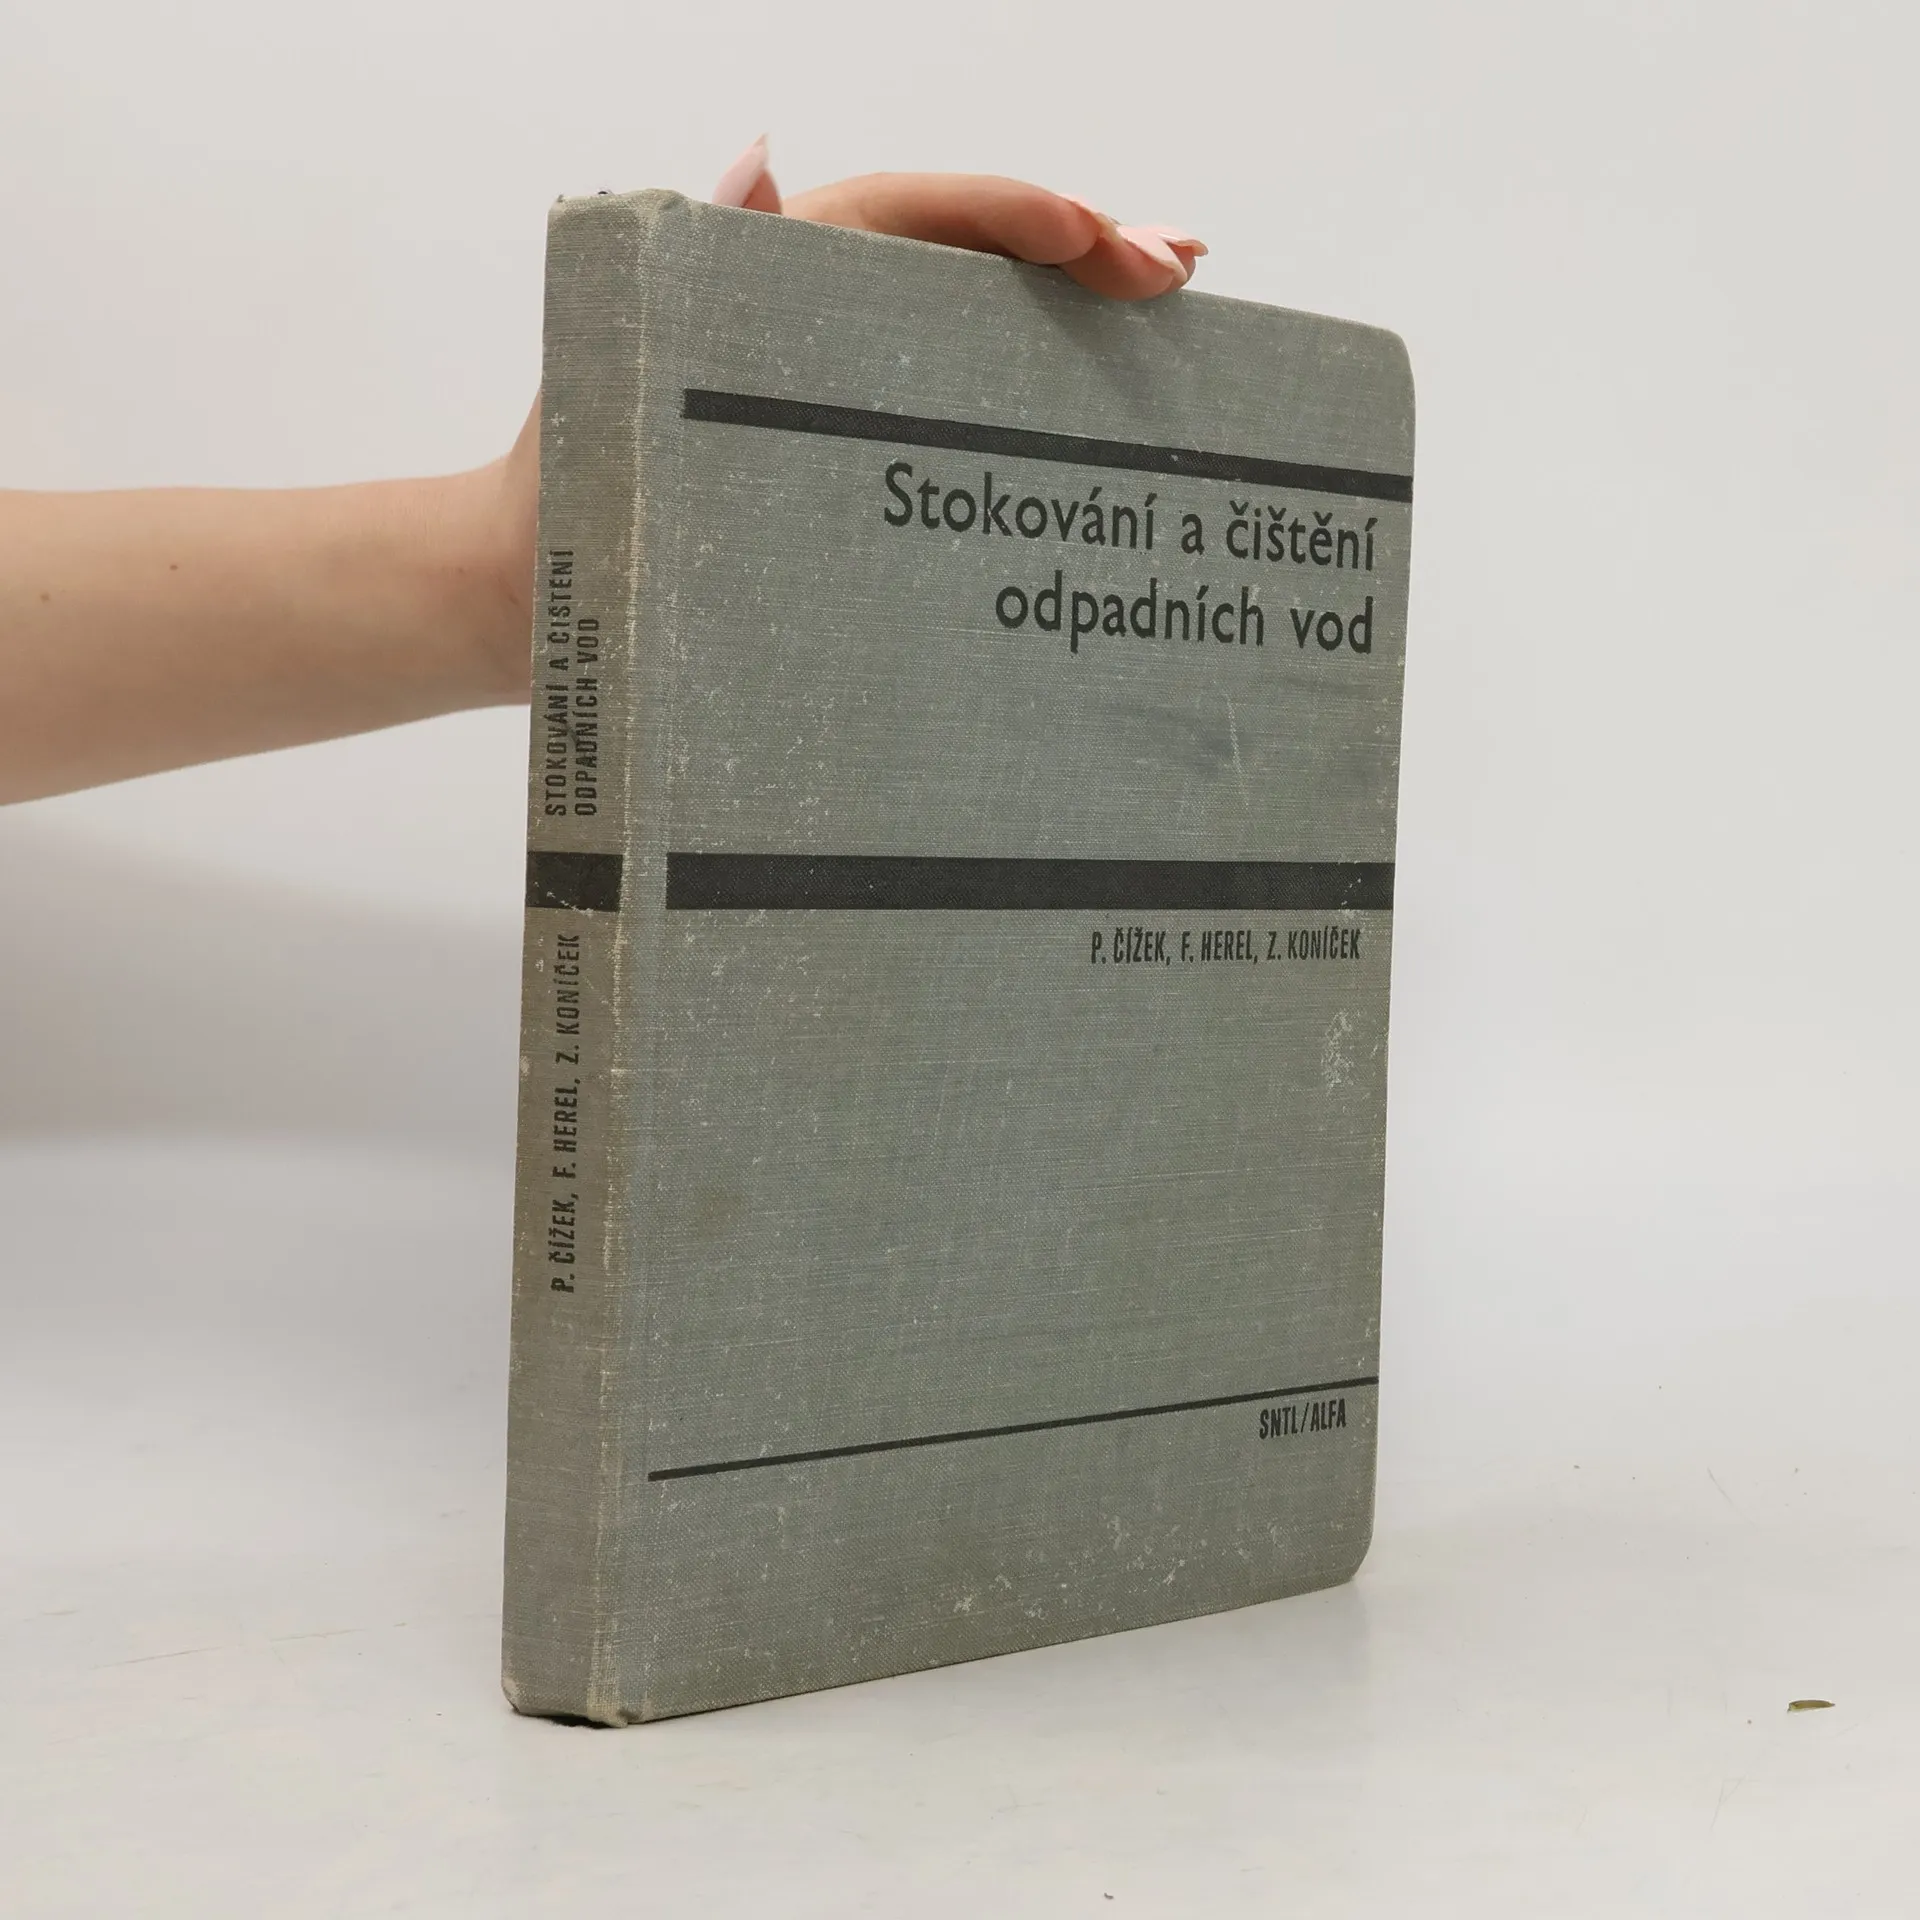 STOKOVÁNÍ A ČIŠTĚNÍ
ODPADNÍCH VOD
P. ČÍŽEK, F. HEREL, Z. KONÍČEK
Stokování a čištění
odpadních vod
P. ČÍŽEK, F. HEREL, Z. KONÍČEK
SNTL/ALFA